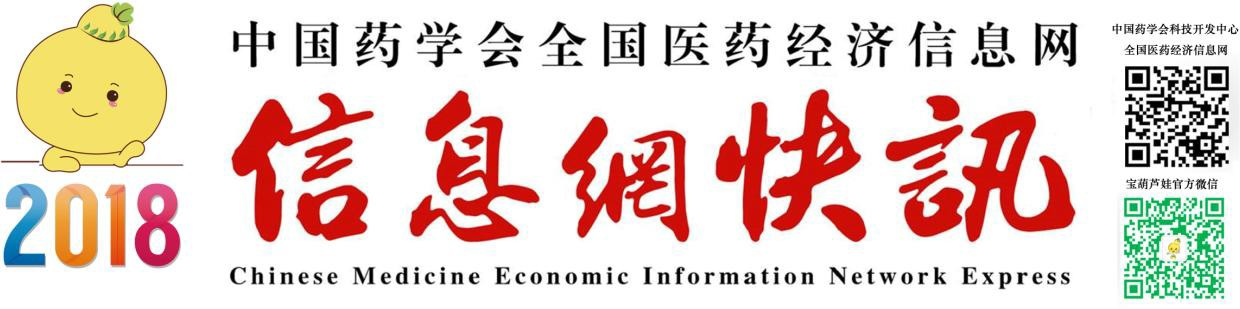 中国药学会全国医药经济信息网
信息網快訊
Chinese Medicine Economic Information Network Express
2018
中国药学会科技开发中心
全国医药经济信息网
宝葫芦娃官方微信